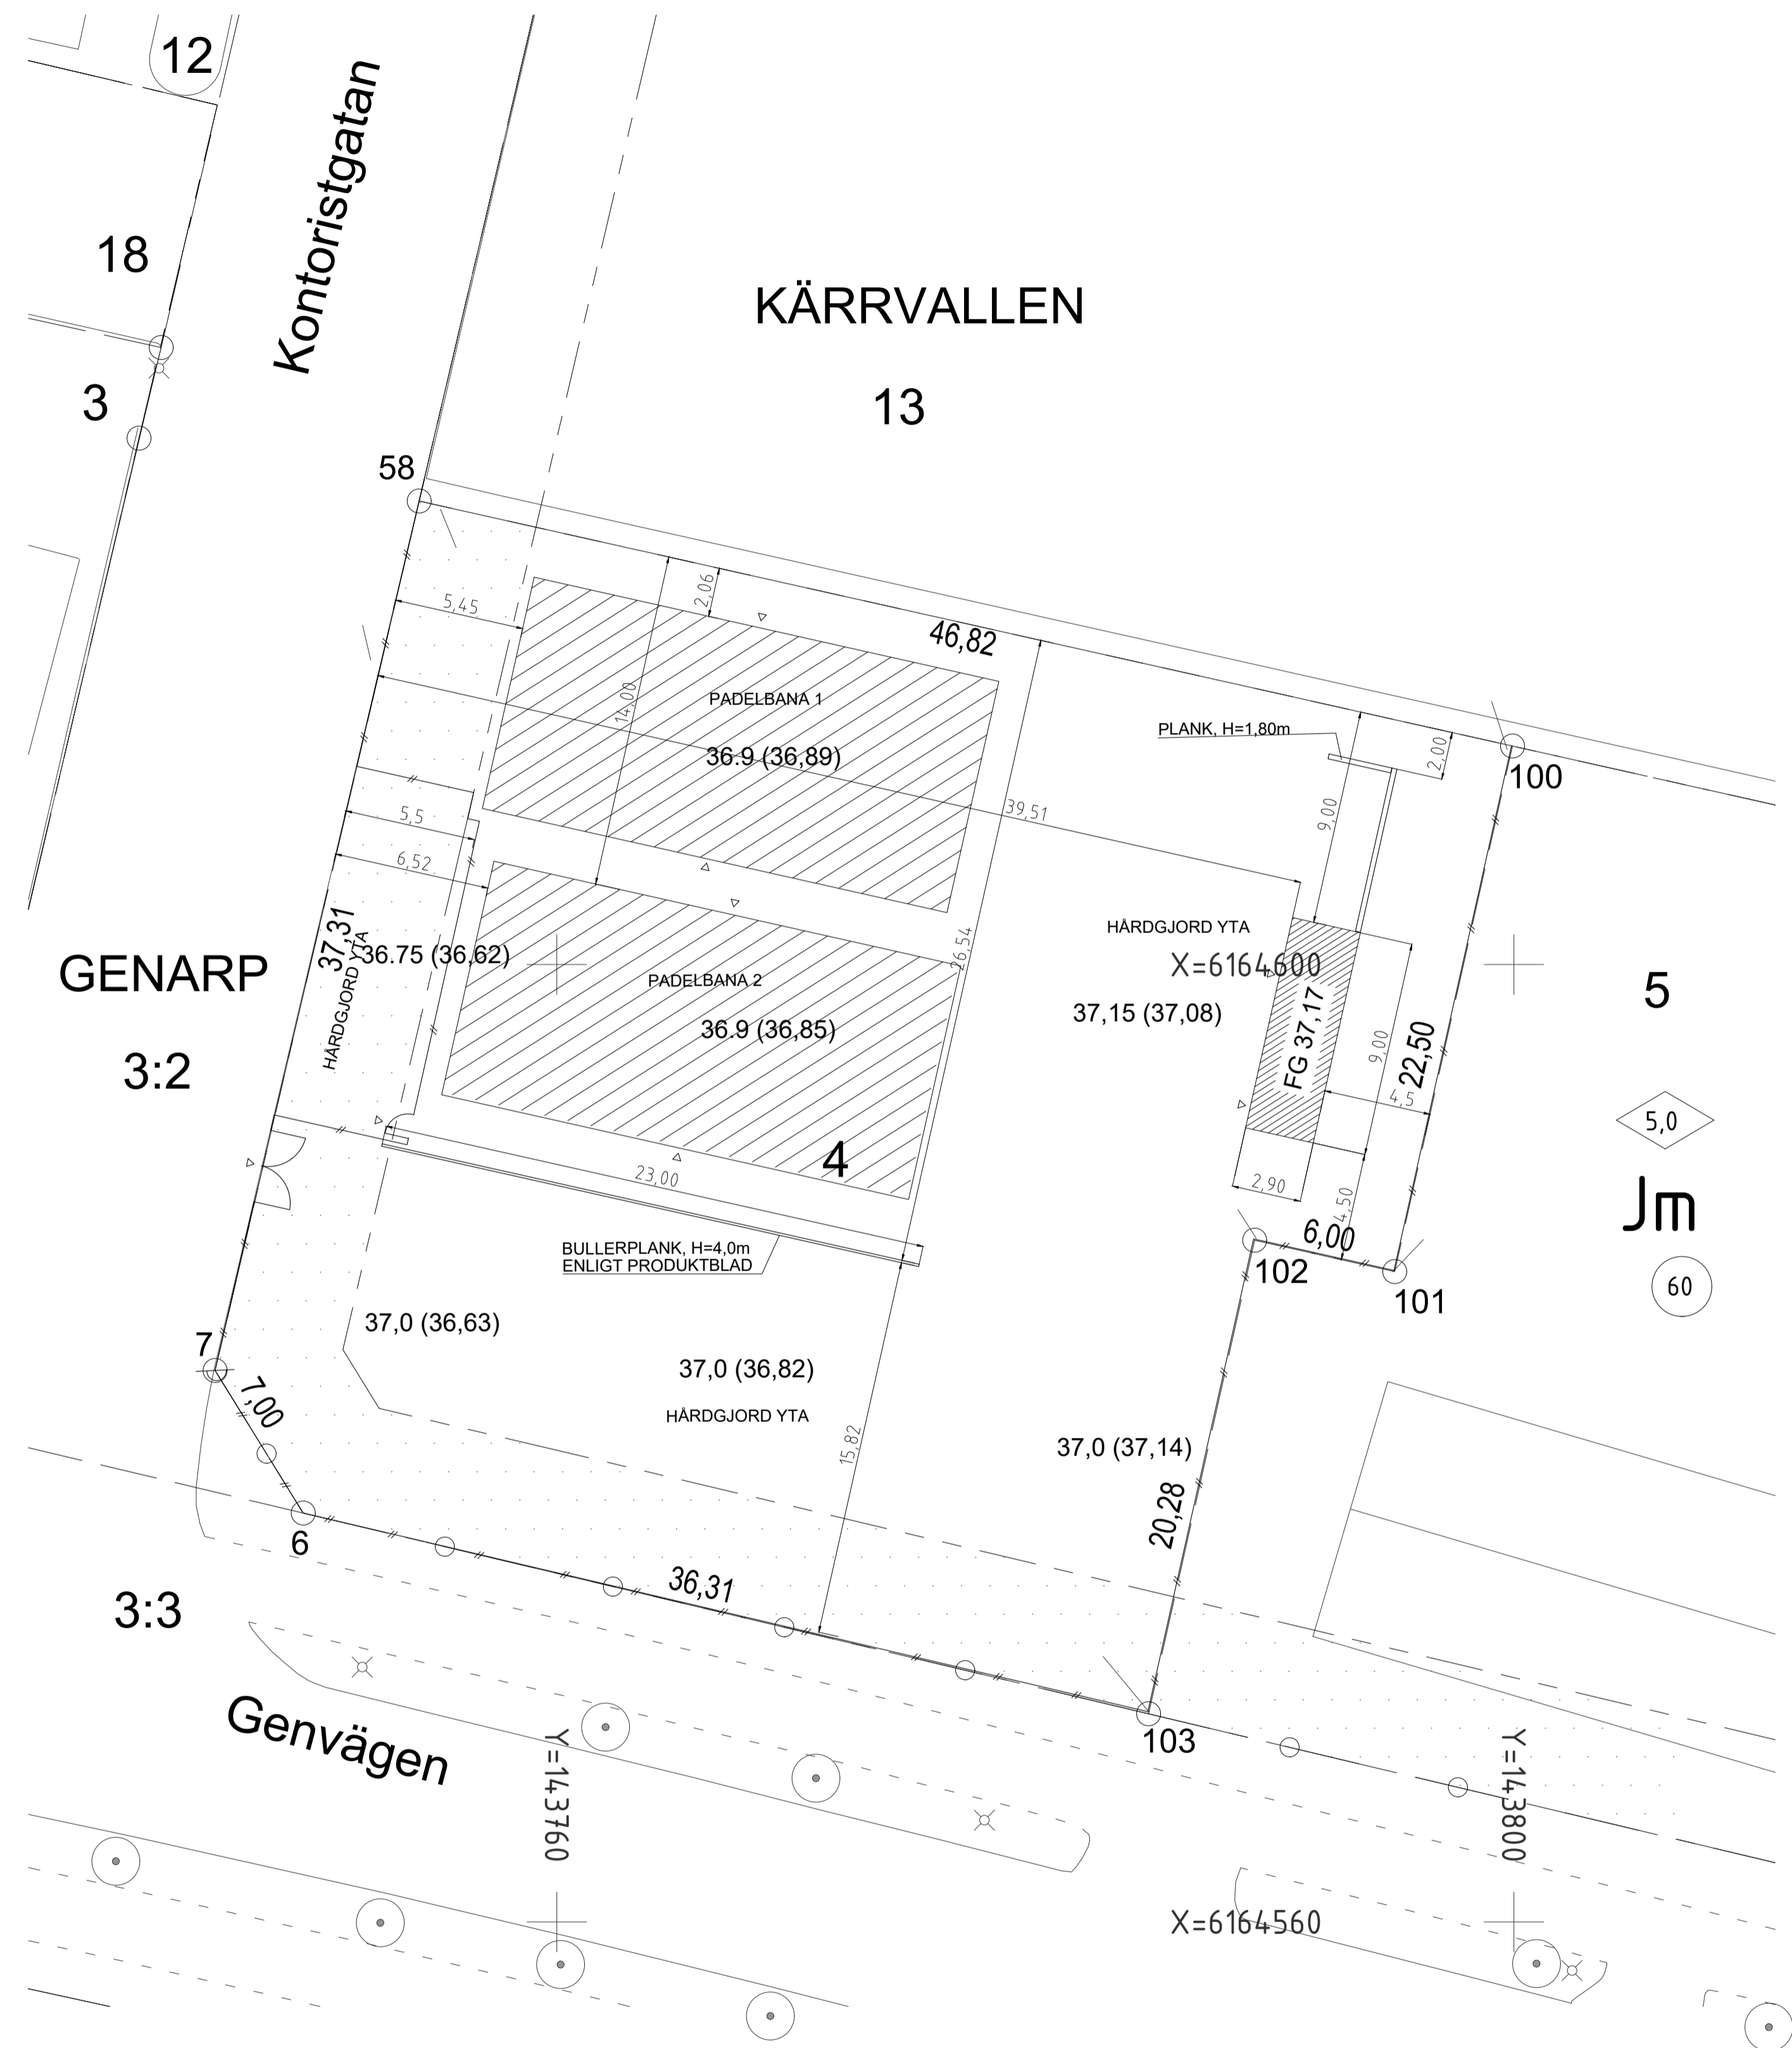 12
Kontoristgatan
18
KÄRRVALLEN
3
13
58
2,06
5,45
46,82
14,00
PADELBANA 1
PLANK, H=1,80m
2,00
36.9 (36,89)
100
39,51
9,00
5,5
6,52
37,31
HÅRDGJORD YTA
HÅRDGJORD YTA
36.75 (36,62)
26,54
X=6164600
GENARP
PADELBANA 2
5
37,15 (37,08)
36.9 (36,85)
FG 37,17
9,00
22,50
3:2
4,5
5,0
4
23,00
2,90
4,50
Jm
6,00
BULLERPLANK, H=4,0m
ENLIGT PRODUKTBLAD
102
60
101
37,0 (36,63)
7
37,0 (36,82)
7,00
HÅRDGJORD YTA
15,82
37,0 (37,14)
20,28
6
36,31
3:3
103
Genvägen
Y=143760
Y=143800
X=6164560